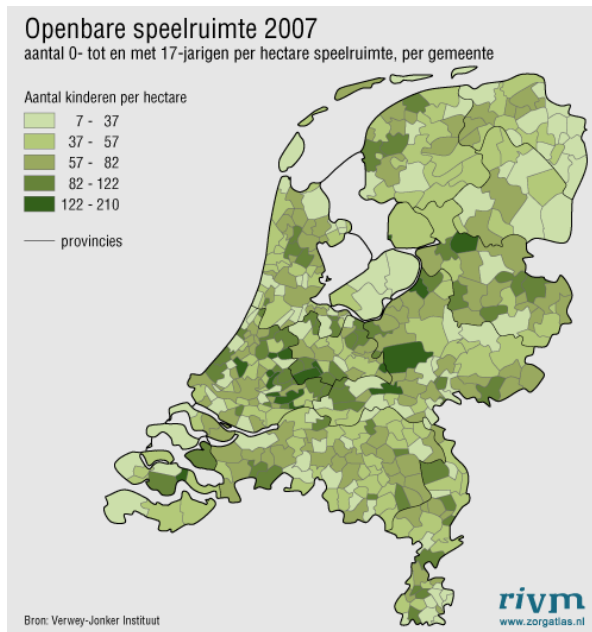 Openbare speelruimte 2007
aantal 0- tot en met 17-jarigen per hectare speelruimte, per gemeente
Aantal kinderen per hectare
7 - 37
37 - 57
57 - 82
82 - 122
122 - 210
provincies
Bron: Verwey-Jonker Instituut
rivm
www.zorgatlas.nl